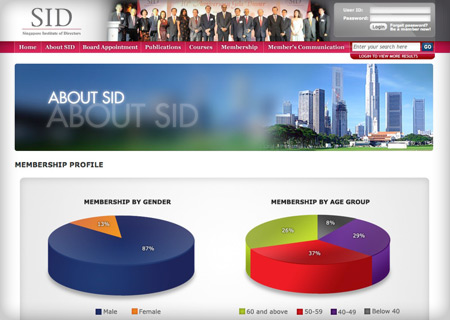 SID
Singapore Institute of Directors
User ID:
Password:
Login
Forgot password?
Be a member now!
Home | About SID | Board Appointment | Publications | Courses | Membership | Member's Communication
Enter your search here
GO
LOGIN TO VIEW MORE RESULTS
ABOUT SID
ABOUT SID
MEMBERSHIP PROFILE
MEMBERSHIP BY GENDER
13%
87%
Male
Female
MEMBERSHIP BY AGE GROUP
8%
26%
29%
37%
60 and above
50-59
40-49
Below 40